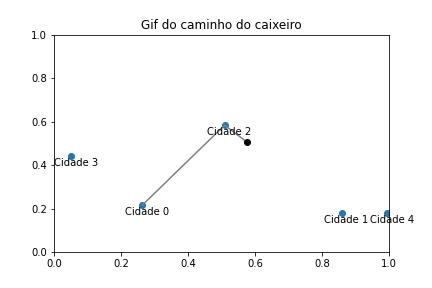 Gif do caminho do caixeiro
1.0
0.8
0.6
Cidade 2
0.4
Cidade 3
0.2
Cidade 0
Cidade 1 Cidade 4
0.0
0.0 0.2 0.4 0.6 0.8 1.0